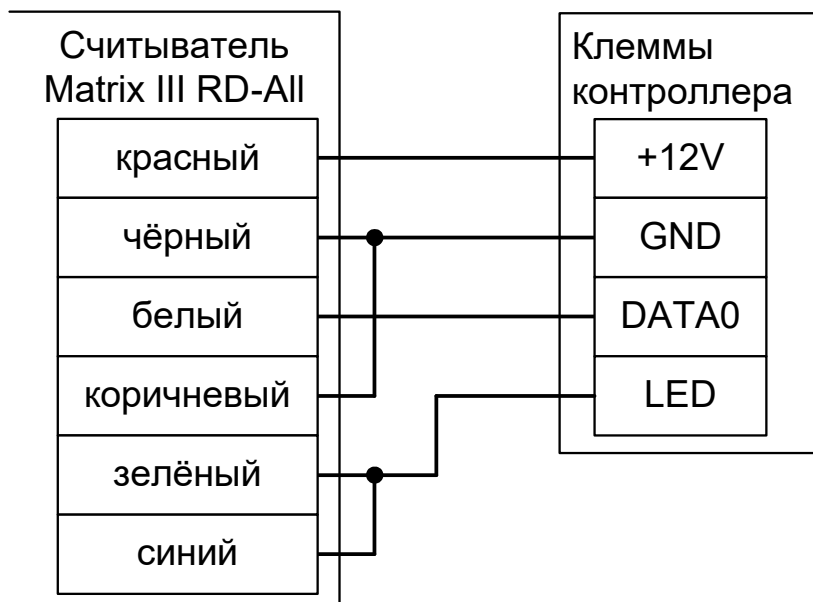 Считыватель
Matrix III RD-All
красный
чёрный
белый
коричневый
зелёный
синий
Клеммы
контроллера
+12V
GND
DATA0
LED